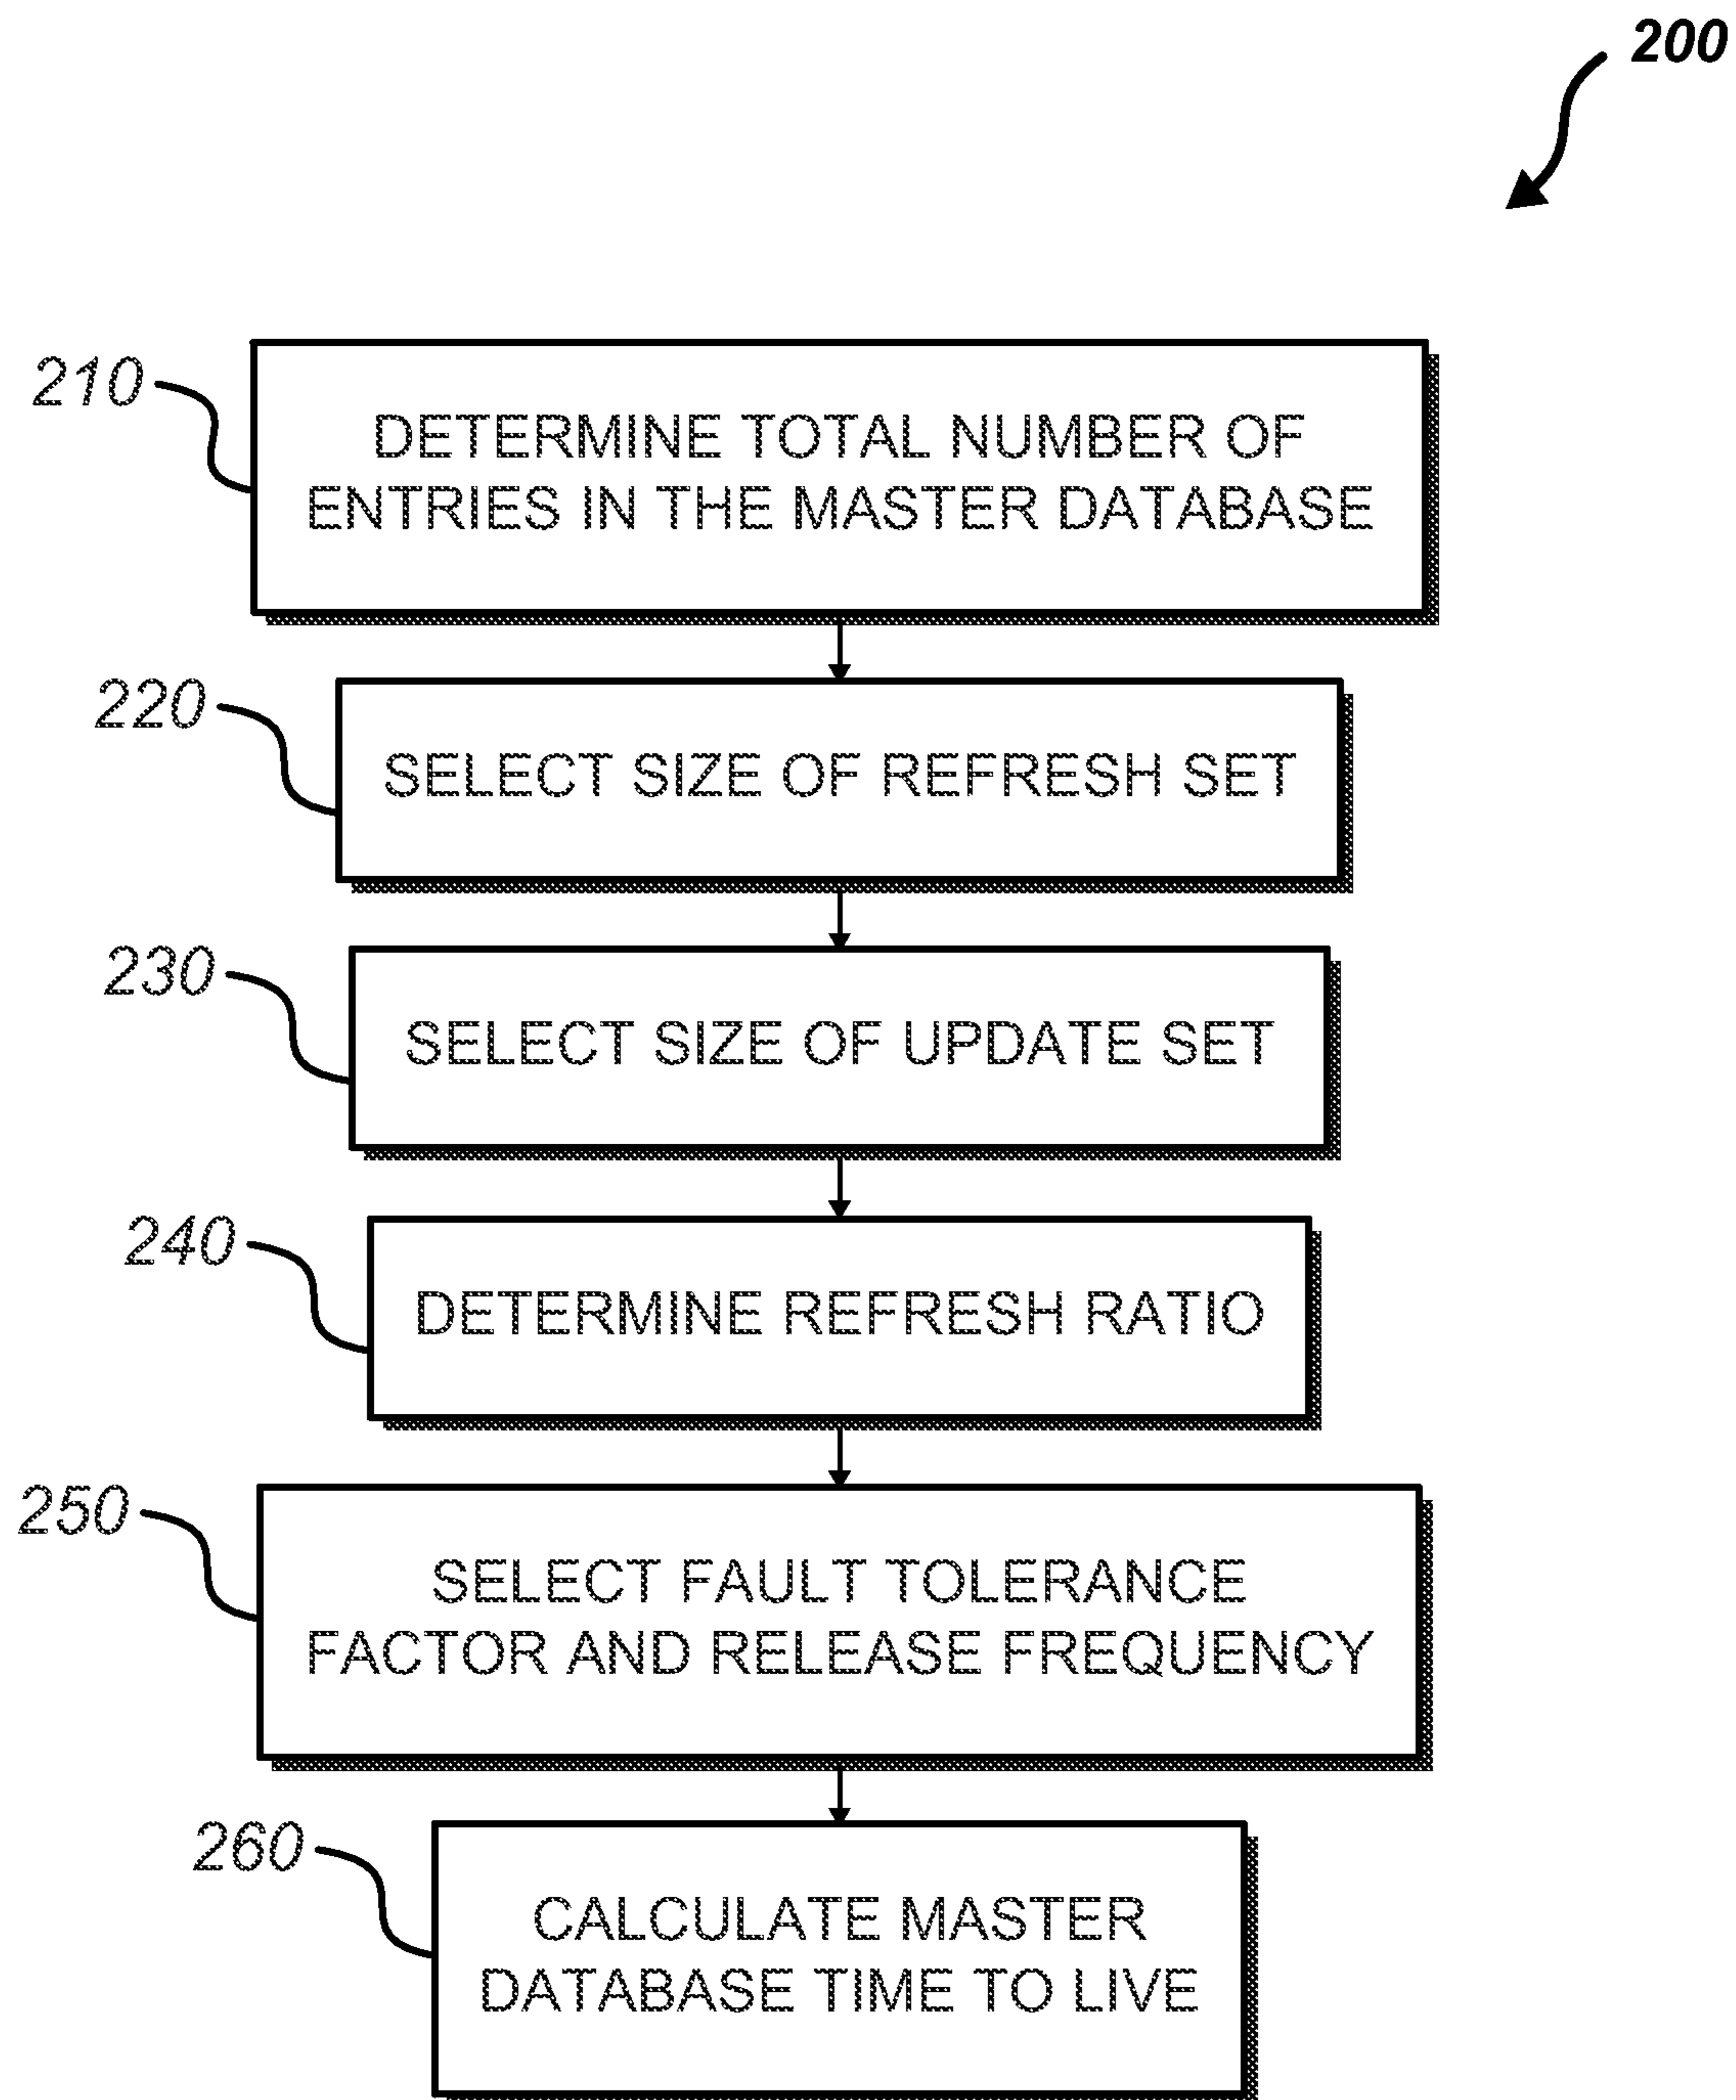 200
210
DETERMINE TOTAL NUMBER OF
ENTRIES IN THE MASTER DATABASE
220
SELECT SIZE OF REFRESH SET
230
SELECT SIZE OF UPDATE SET
240
DETERMINE REFRESH RATIO
250
SELECT FAULT TOLERANCE
FACTOR AND RELEASE FREQUENCY
260
CALCULATE MASTER
DATABASE TIME TO LIVE